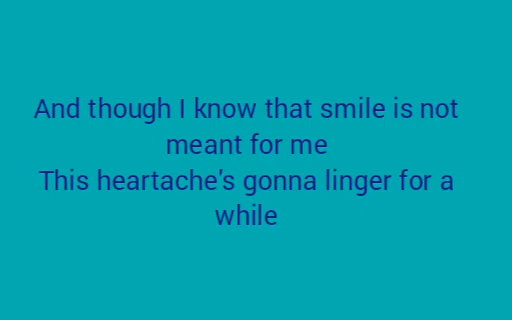 And though I know that smile is not
meant for me
This heartache's gonna linger for a
while